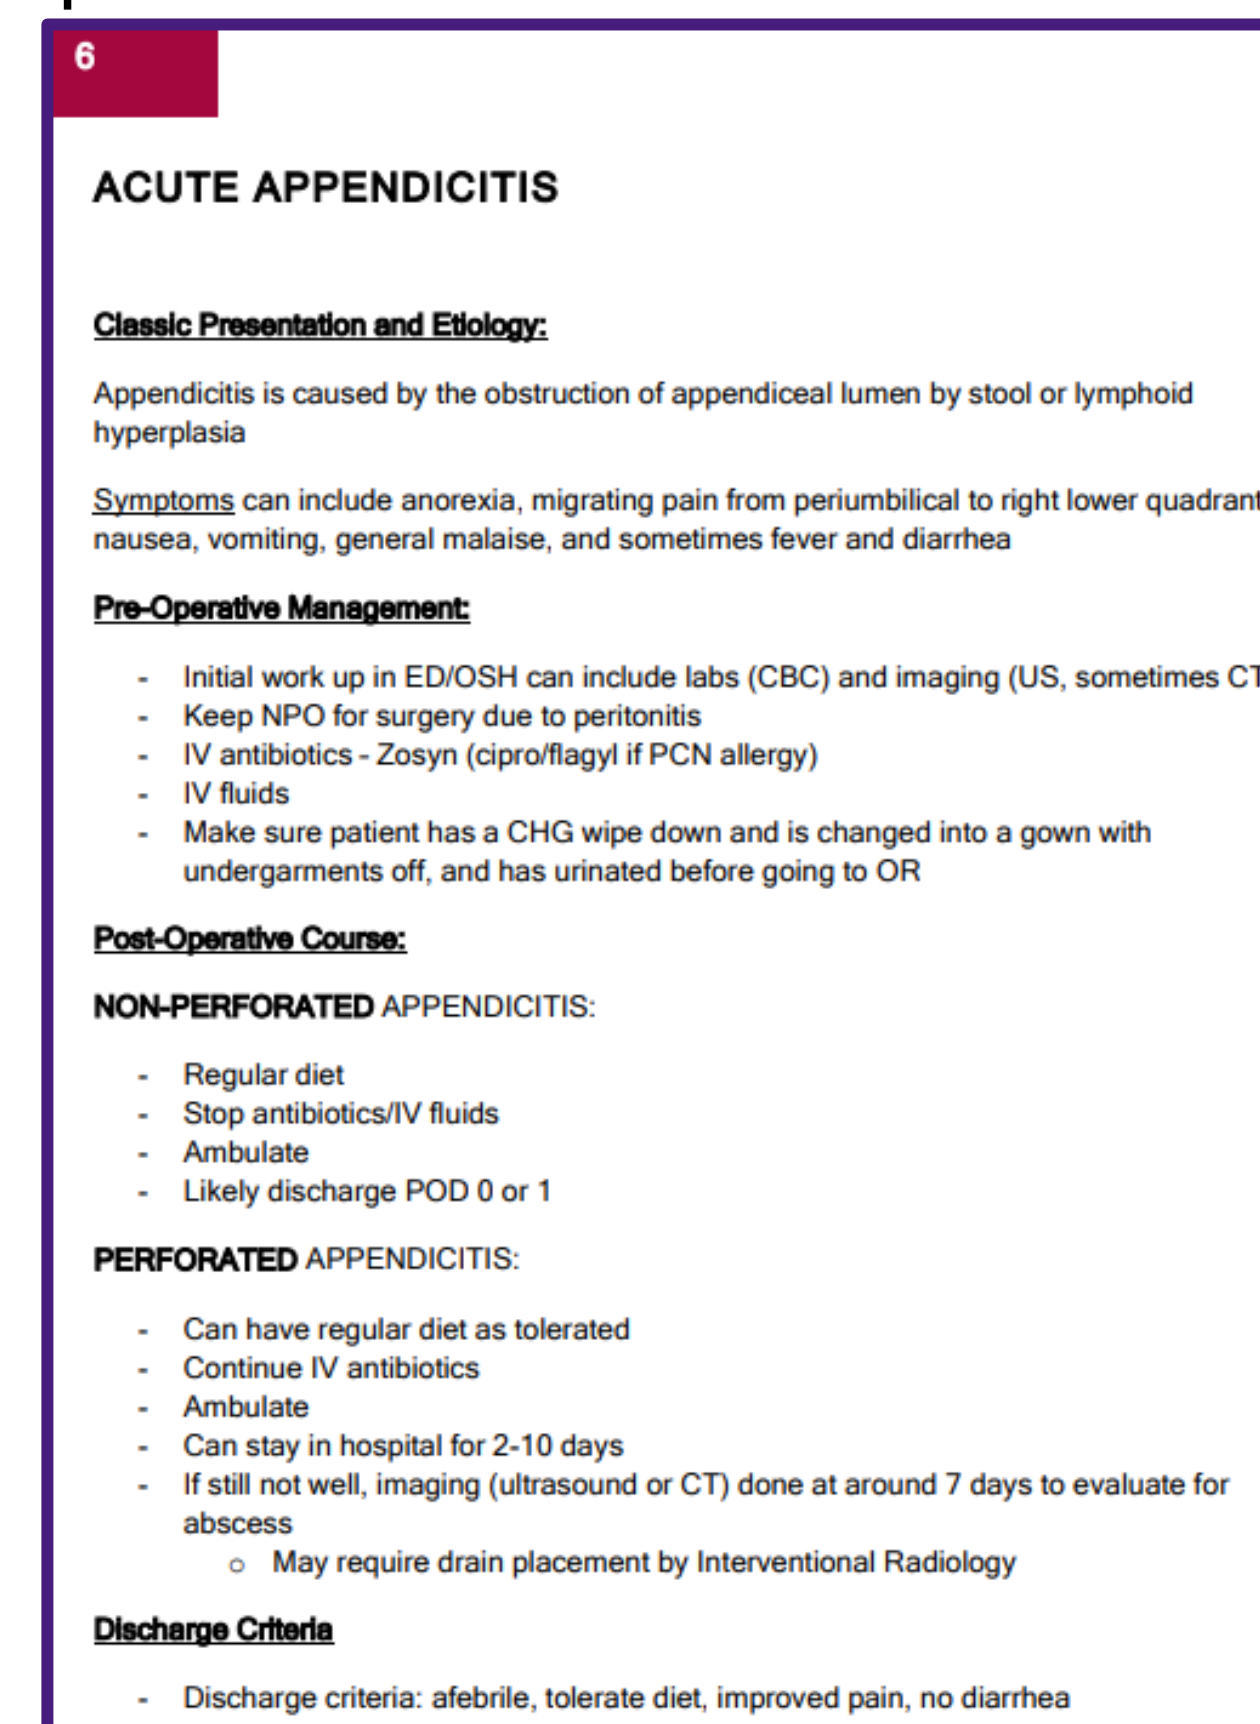 6
ACUTE APPENDICITIS
Classic Presentation and Etiology:
Appendicitis is caused by the obstruction of appendiceal lumen by stool or lymphoid
hyperplasia
Symptoms can include anorexia, migrating pain from periumbilical to right lower quadrant
nausea, vomiting, general malaise, and sometimes fever and diarrhea
Pre-Operative Management:
- Initial work up in ED/OSH can include labs (CBC) and imaging (US, sometimes CT
- Keep NPO for surgery due to peritonitis
- IV antibiotics - Zosyn (cipro/flagyl if PCN allergy)
- IV fluids
- Make sure patient has a CHG wipe down and is changed into a gown with
undergarments off, and has urinated before going to OR
Post-Operative Course:
NON-PERFORATED APPENDICITIS:
- Regular diet
- Stop antibiotics/IV fluids
- Ambulate
- Likely discharge POD 0 or 1
PERFORATED APPENDICITIS:
- Can have regular diet as tolerated
- Continue IV antibiotics
- Ambulate
- Can stay in hospital for 2-10 days
- If still not well, imaging (ultrasound or CT) done at around 7 days to evaluate for
abscess
o May require drain placement by Interventional Radiology
Discharge Criteria
- Discharge criteria: afebrile, tolerate diet, improved pain, no diarrhea